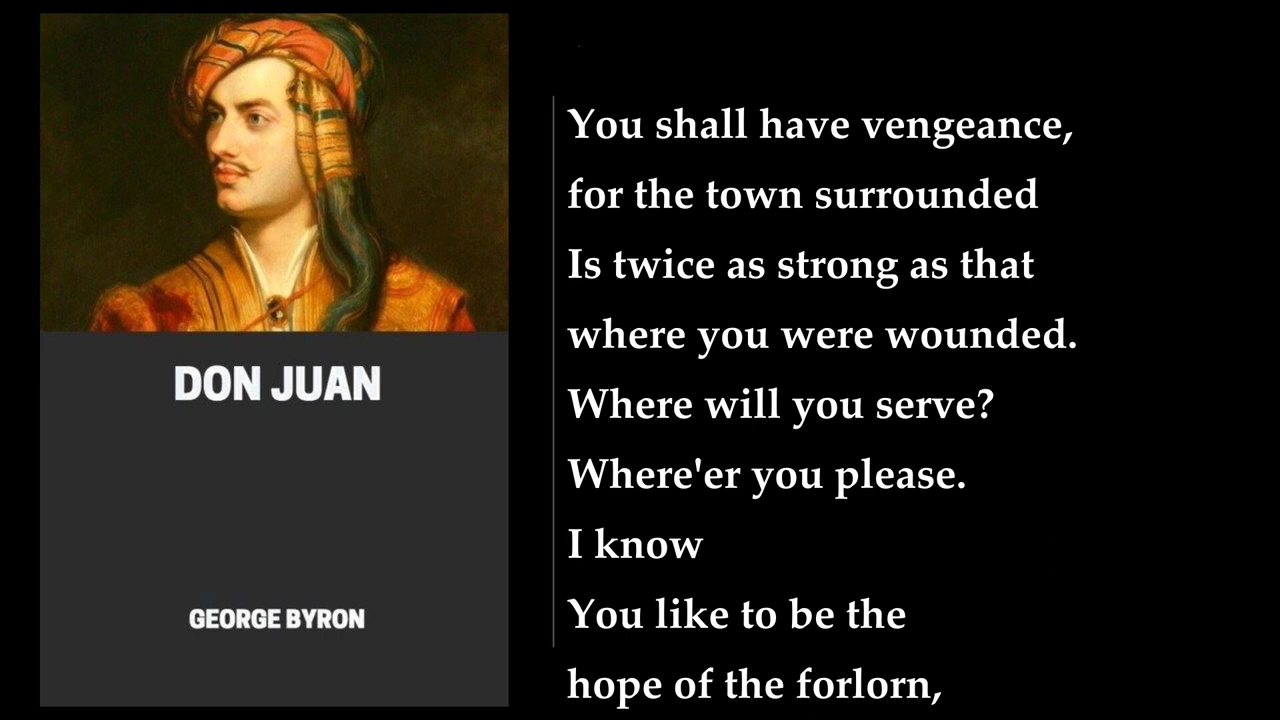 DON JUAN
GEORGE BYRON
You shall have vengeance,
for the town surrounded
Is twice as strong as that
where you were wounded.
Where will you serve?
Where'er you please.
I know
You like to be the
hope of the forlorn,